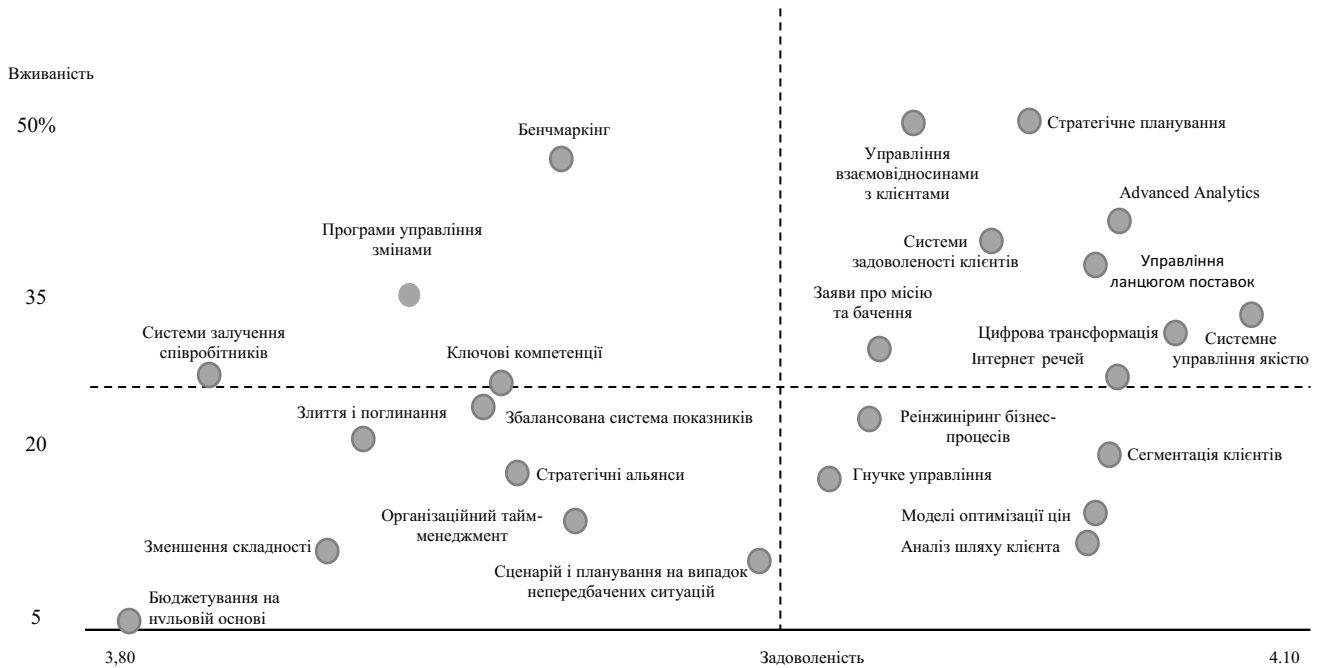 Вживаність
50%
Бенчмаркінг
Стратегічне планування
Управління
взаємовідносинами
з клієнтами
Advanced Analytics
Програми управління
змінами
Системи
задоволеності клієнтів
Управління
ланцюгом поставок
35
Заяви про місію
та бачення
Системи залучення
співробітників
Ключові компетенції
Цифрова трансформація
Інтернет речей
Системне
управління якістю
Злиття і поглинання
Збалансована система показників
Реінжиніринг бізнес-
процесів
20
Сегментація клієнтів
Стратегічні альянси
Гнучке управління
Організаційний тайм-
менеджмент
Моделі оптимізації цін
Зменшення складності
Аналіз шляху клієнта
Сценарій і планування на випадок
непередбачених ситуацій
Бюджетування на
нульовій основі
5
3,80
Задоволеність
4.10